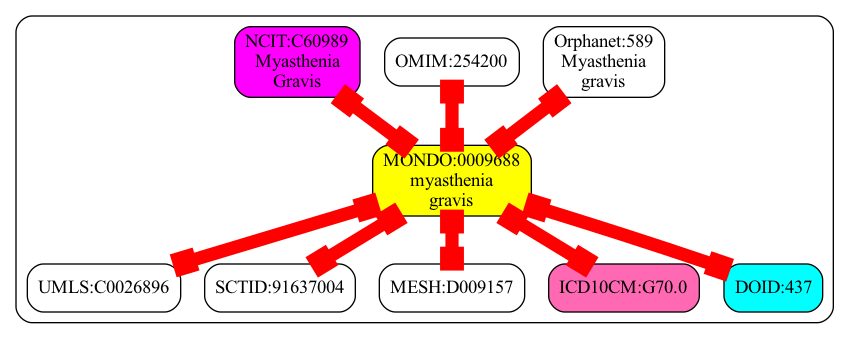 NCIT:C60989
Myasthenia
Gravis
OMIM:254200
Orphanet:589
Myasthenia
gravis
MONDO:0009688
myasthenia
gravis
UMLS:C0026896
SCTID:91637004
MESH:D009157
ICD10CM:G70.0
DOID:437